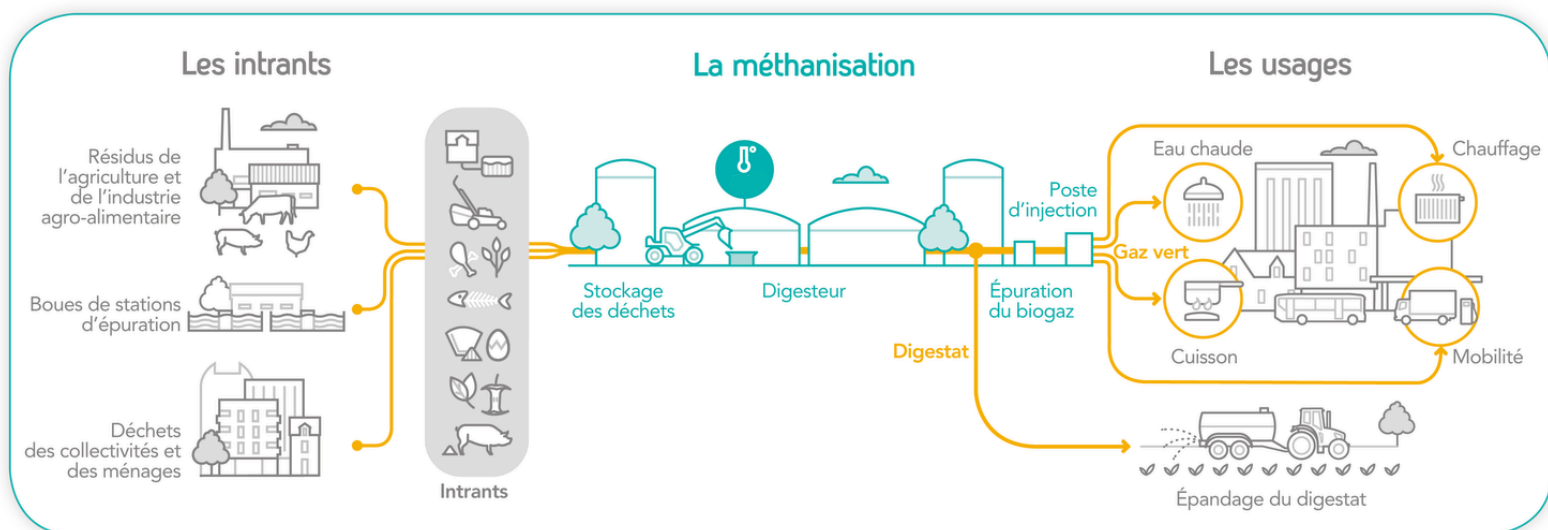 Les intrants
La méthanisation
Les usages
Résidus de
l'agriculture et
de l'industrie
agro-alimentaire
Boues de stations
d'épuration
Déchets
des collectivités et
des ménages
Intrants
Stockage
des déchets
Digesteur
Poste
d'injection
Épuration
du biogaz
Digestat
Gaz vert
Eau chaude
Chauffage
Cuisson
Mobilité
Épandage du digestat